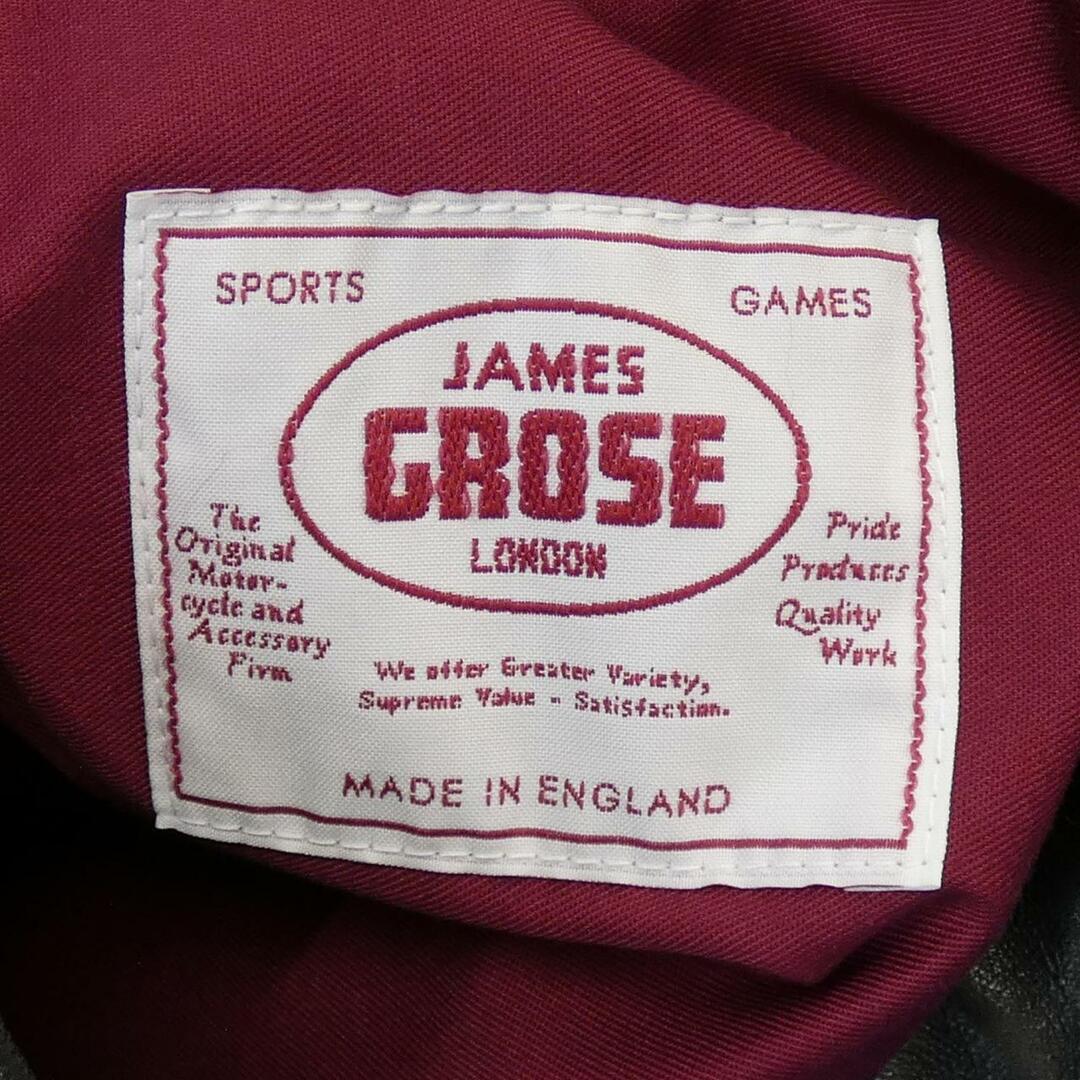 SPORTS
GAMES
JAMES
GROSE
LONDON
The
Original
Motor-
cycle and
Accessory
Firm
Pride
Produces
Quality
Work
We offer Greater Variety,
Supreme Value - Satisfaction.
MADE IN ENGLAND